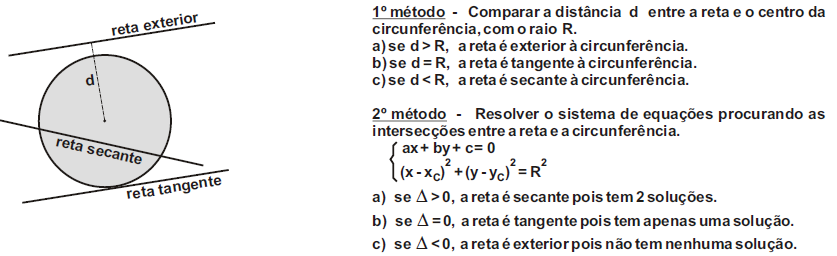 reta exterior
d
reta secante
reta tangente
1º método - Comparar a distância d entre a reta e o centro da
circunferência, com o raio R.
a) se d > R, a reta é exterior à circunferência.
b) se d = R, a reta é tangente à circunferência.
c) se d < R, a reta é secante à circunferência.
2º método - Resolver o sistema de equações procurando as
intersecções entre a reta e a circunferência.
ax + by + c = 0
(x - x_C)² + (y - y_C)² = R²
a) se Δ > 0, a reta é secante pois tem 2 soluções.
b) se Δ = 0, a reta é tangente pois tem apenas uma solução.
c) se Δ < 0, a reta é exterior pois não tem nenhuma solução.